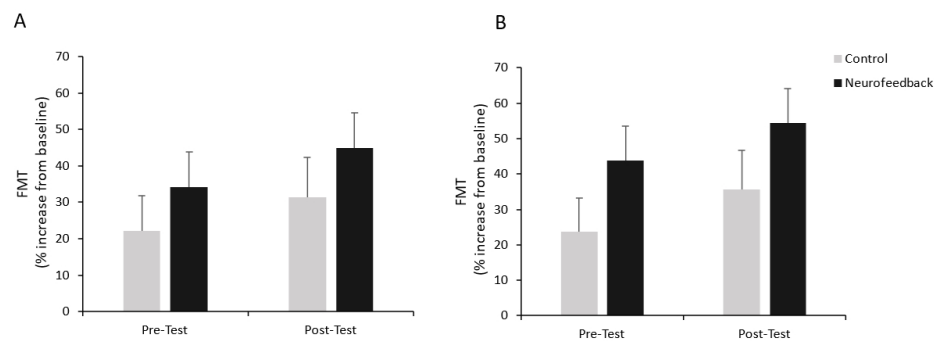 A
FMT
(% increase from baseline)
70
60
50
40
30
20
10
0
Pre-Test
Post-Test
B
FMT
(% increase from baseline)
70
60
50
40
30
20
10
0
Pre-Test
Post-Test
Control
Neurofeedback